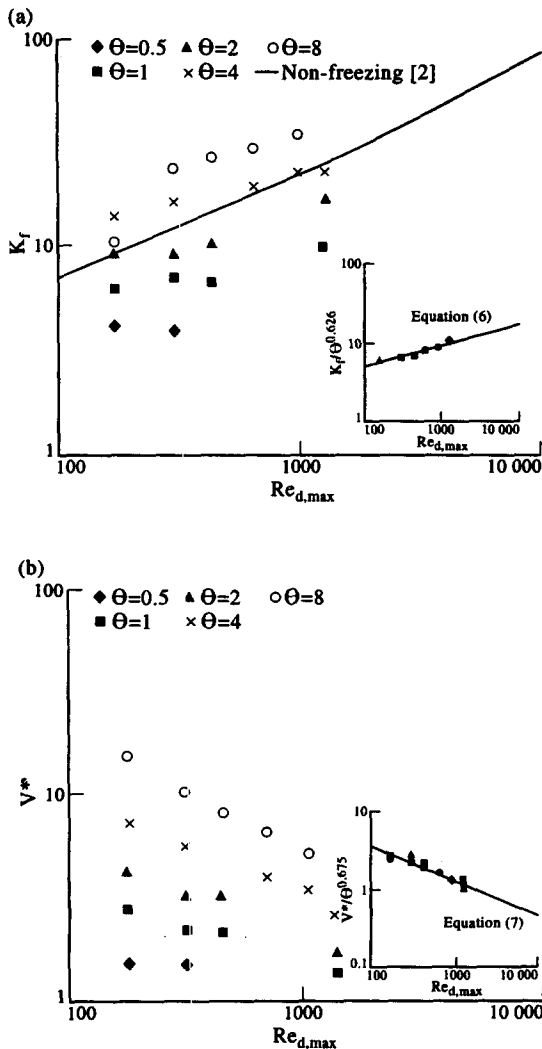 (a)
100
◆ Θ=0.5 ▲ Θ=2 ○ Θ=8
■ Θ=1 × Θ=4 — Non-freezing [2]
K_f
10
1
100 1000 10 000
Re_d,max
100
Equation (6)
K_f/Θ^0.626
10
1
100 1000 10 000
Re_d,max
(b)
100
◆ Θ=0.5 ▲ Θ=2 ○ Θ=8
■ Θ=1 × Θ=4
V*
10
1
100 1000 10 000
Re_d,max
10
V*/Θ^0.675
1
Equation (7)
0.1
100 1000 10 000
Re_d,max